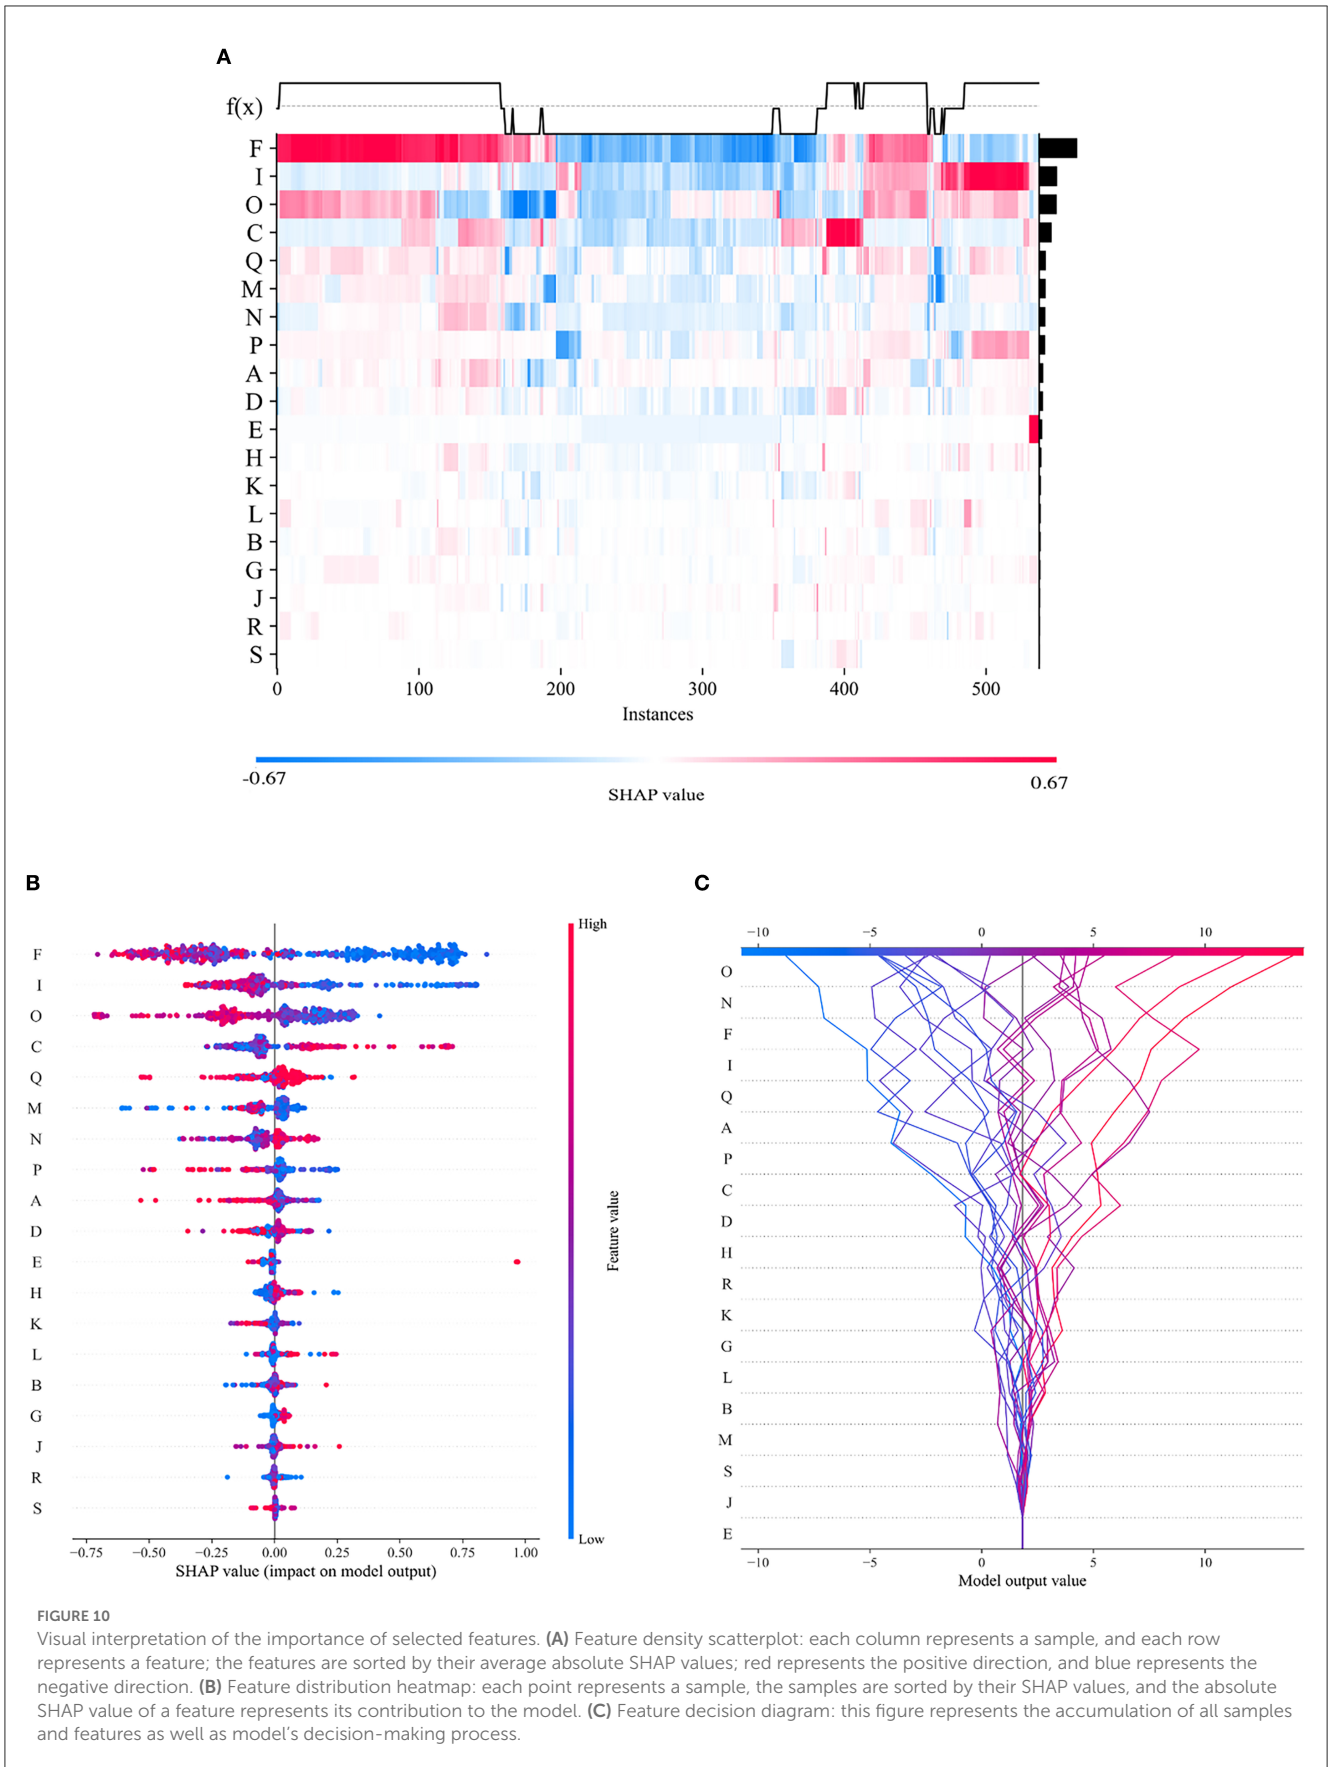 A
f(x)
F
I
O
C
Q
M
N
P
A
D
E
H
K
L
B
G
J
R
S
0 100 200 300 400 500
Instances
-0.67 0.67
SHAP value
B
F
I
O
C
Q
M
N
P
A
D
E
H
K
L
B
G
J
R
S
−0.75 −0.50 −0.25 0.00 0.25 0.50 0.75 1.00
SHAP value (impact on model output)
High
Feature value
Low
C
−10 −5 0 5 10
O
N
F
I
Q
A
P
C
D
H
R
K
G
L
B
M
S
J
E
−10 −5 0 5 10
Model output value
FIGURE 10
Visual interpretation of the importance of selected features. (A) Feature density scatterplot: each column represents a sample, and each row
represents a feature; the features are sorted by their average absolute SHAP values; red represents the positive direction, and blue represents the
negative direction. (B) Feature distribution heatmap: each point represents a sample, the samples are sorted by their SHAP values, and the absolute
SHAP value of a feature represents its contribution to the model. (C) Feature decision diagram: this figure represents the accumulation of all samples
and features as well as model's decision-making process.